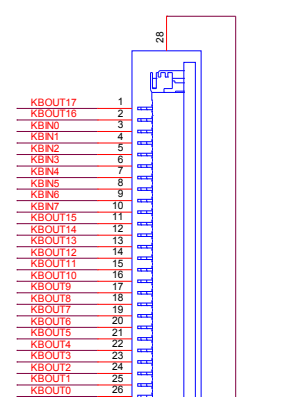 28
KBOUT17 1
KBOUT16 2
KBIN0 3
KBIN1 4
KBIN2 5
KBIN3 6
KBIN4 7
KBIN5 8
KBIN6 9
KBIN7 10
KBOUT15 11
KBOUT14 12
KBOUT13 13
KBOUT12 14
KBOUT11 15
KBOUT10 16
KBOUT9 17
KBOUT8 18
KBOUT7 19
KBOUT6 20
KBOUT5 21
KBOUT4 22
KBOUT3 23
KBOUT2 24
KBOUT1 25
KBOUT0 26